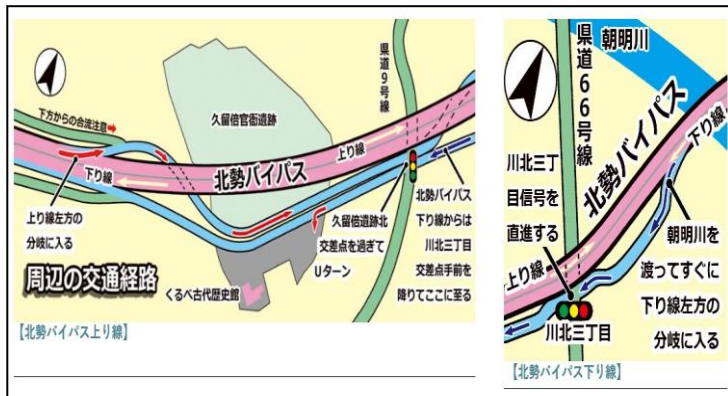 下方からの合流注意
久留倍官衙遺跡
県道9号線
上り線
北勢バイパス
下り線
上り線左方の
分岐に入る
久留倍官衙遺跡北
交差点を過ぎて
Uターン
北勢バイパス
下り線からは
川北三丁目
交差点手前を
降りてここに至る
周辺の交通経路
くるべ古代歴史館
【北勢バイパス上り線】
県道66号線
朝明川
北勢バイパス
下り線
川北三丁
目信号を
直進する
上り線
朝明川を
渡ってすぐに
下り線左方の
分岐に入る
川北三丁目
【北勢バイパス下り線】